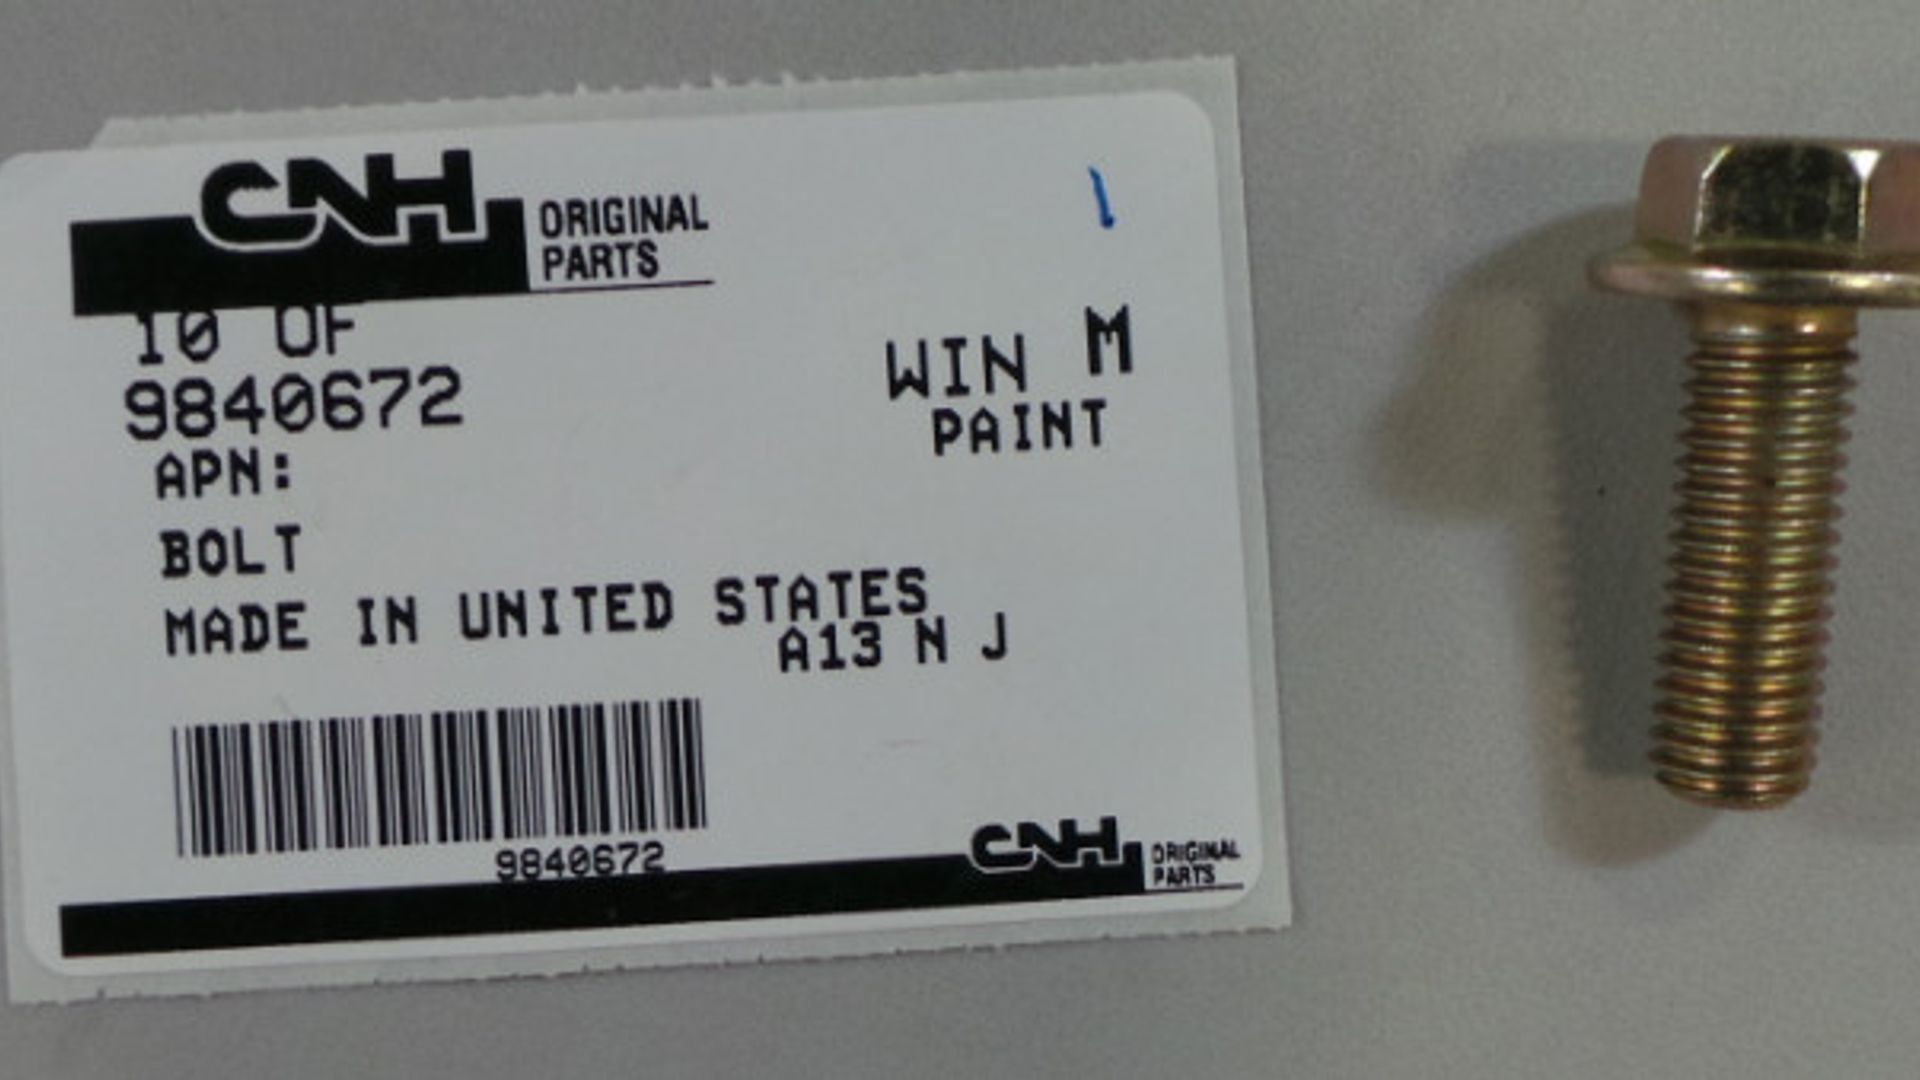 CNH ORIGINAL
PARTS
10 OF
9840672
WIN M
PAINT
APN:
BOLT
MADE IN UNITED STATES
A13 N J
9840672
CNH ORIGINAL
PARTS